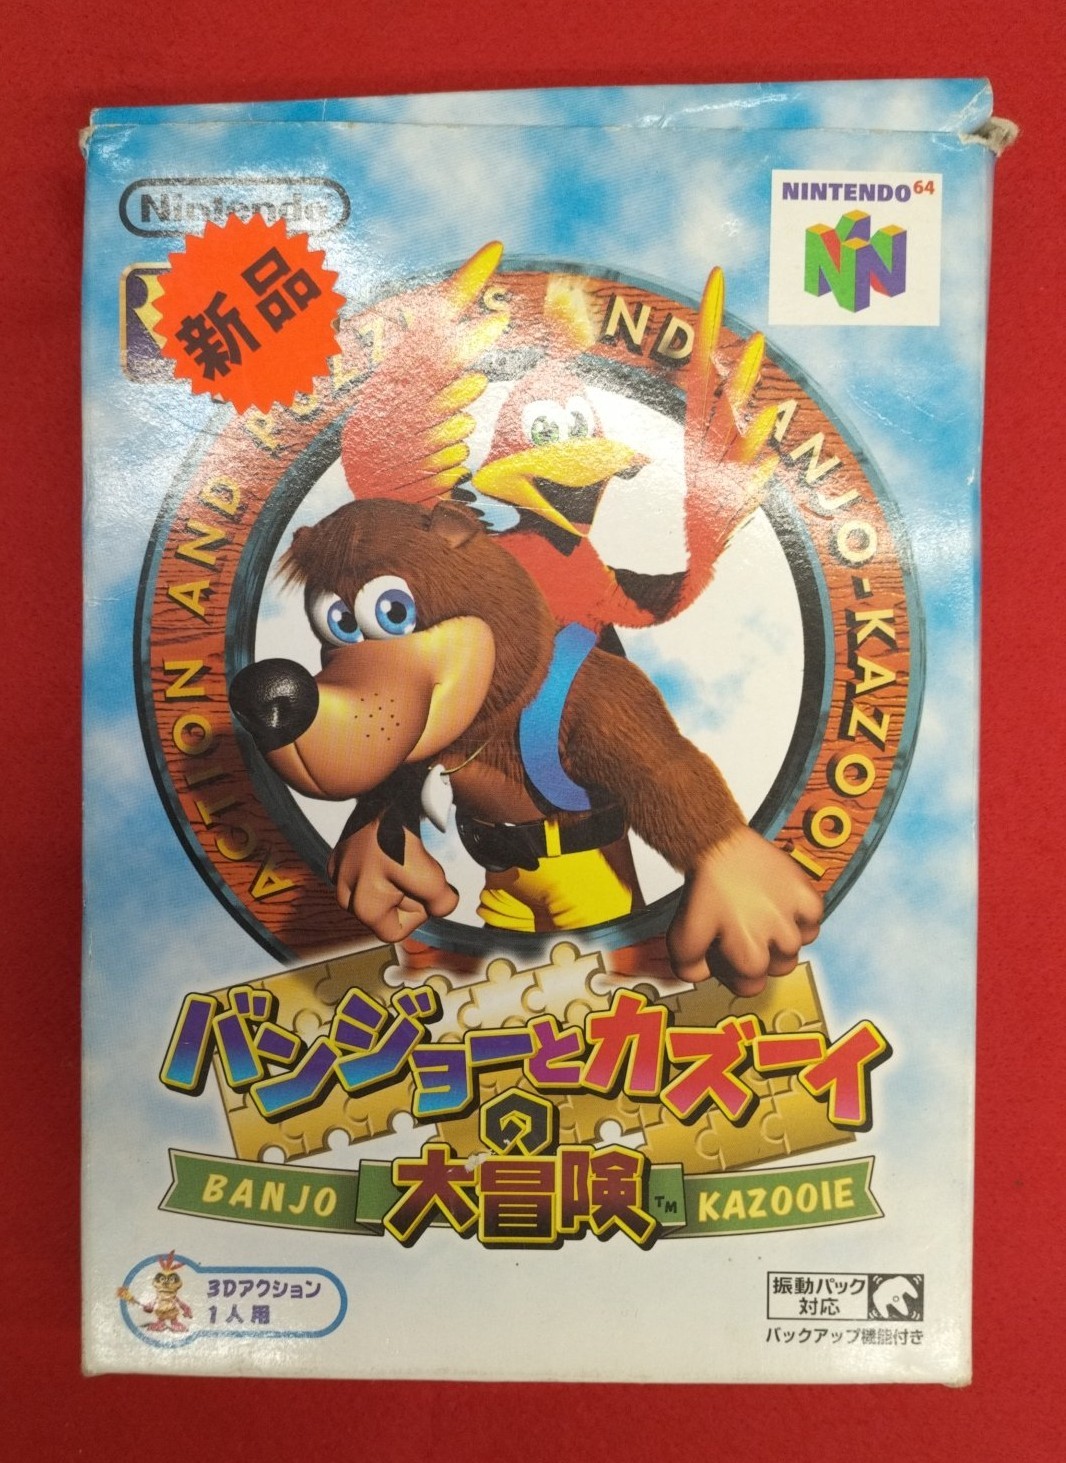 Nintendo
新品
NINTENDO64
ACTION AND PUZZLES AND BANJO-KAZOOI
バンジョーとカズーイ
の
大冒険
TM
BANJO
KAZOOIE
3Dアクション
1人用
振動パック
対応
バックアップ機能付き